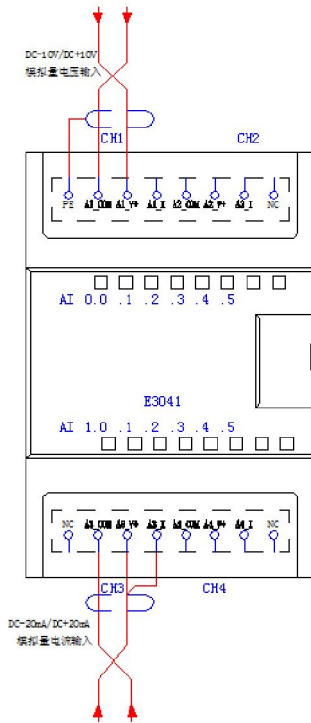 DC-10V/DC+10V
模拟量电压输入
CH1 CH2
PE A1_COM A1_V+ A1_I A2_COM A2_V+ A2_I NC
AI 0.0 .1 .2 .3 .4 .5
E3041
AI 1.0 .1 .2 .3 .4 .5
NC A3_COM A3_V+ A3_I A4_COM A4_V+ A4_I NC
CH3 CH4
DC-20mA/DC+20mA
模拟量电流输入